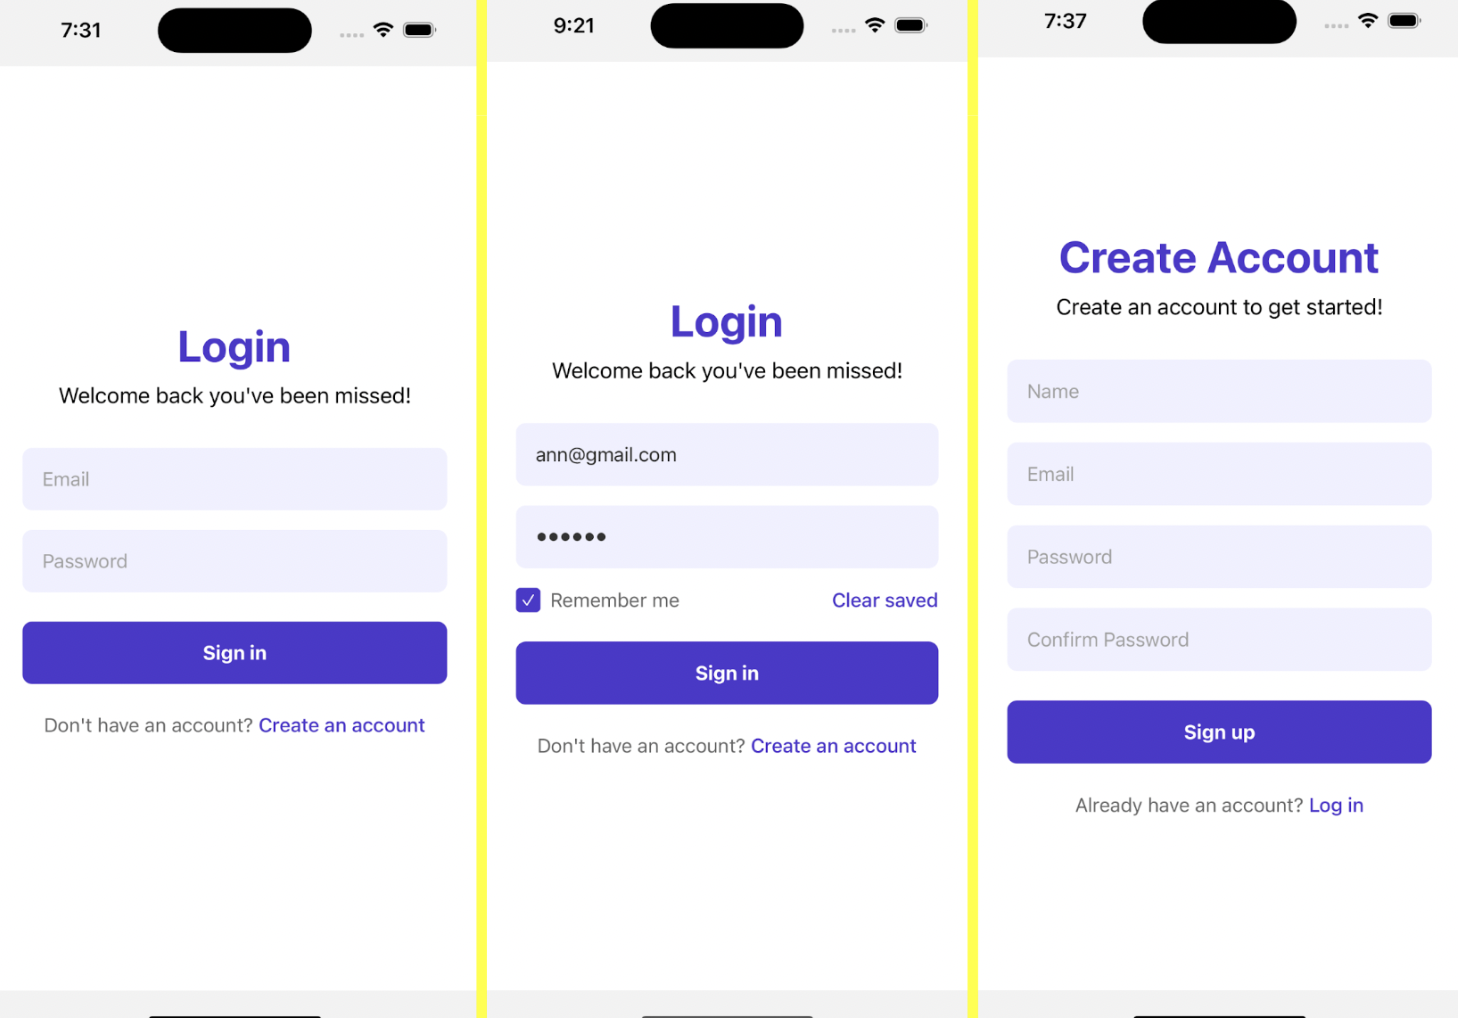 7:31
Login
Welcome back you've been missed!
Email
Password
Sign in
Don't have an account? Create an account
9:21
Login
Welcome back you've been missed!
ann@gmail.com
••••••
Remember me Clear saved
Sign in
Don't have an account? Create an account
7:37
Create Account
Create an account to get started!
Name
Email
Password
Confirm Password
Sign up
Already have an account? Log in